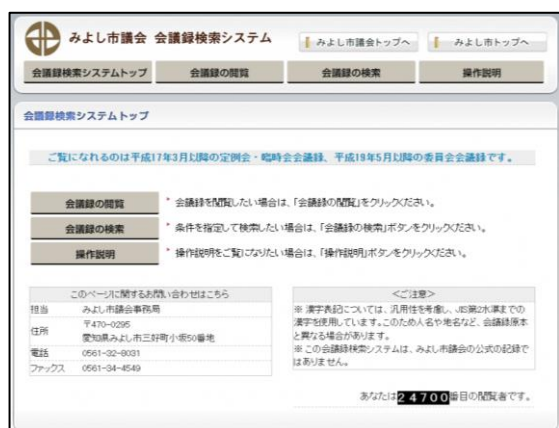 みよし市議会 会議録検索システム
みよし市議会トップへ
みよし市トップへ
会議録検索システムトップ
会議録の閲覧
会議録の検索
操作説明
会議録検索システムトップ
ご覧になれるのは平成17年3月以降の定例会・臨時会会議録、平成19年5月以降の委員会会議録です。
会議録の閲覧
* 会議録を閲覧したい場合は、「会議録の閲覧」をクリックください。
会議録の検索
* 条件を指定して検索したい場合は、「会議録の検索」ボタンをクリックください。
操作説明
* 操作説明をご覧になりたい場合は、「操作説明」ボタンをクリックください。
このページに関するお問い合わせはこちら
担当 みよし市議会事務局
住所 〒470-0295
愛知県みよし市三好町小坂50番地
電話 0561-32-8031
ファックス 0561-34-4549
<ご注意>
※ 漢字表記については、汎用性を考慮し、JIS第2水準までの
漢字を使用しています。このため人名や地名など、会議録原本
と異なる場合があります。
※ この会議録検索システムは、みよし市議会の公式の記録で
はありません。
あなたは24700番目の閲覧者です。